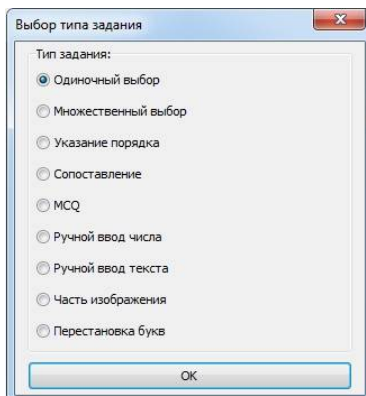 Выбор типа задания
Тип задания:
Одиночный выбор
Множественный выбор
Указание порядка
Сопоставление
MCQ
Ручной ввод числа
Ручной ввод текста
Часть изображения
Перестановка букв
OK